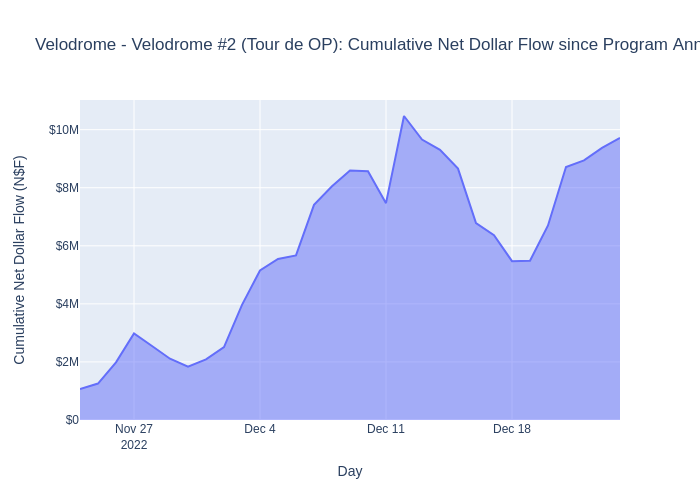 Velodrome - Velodrome #2 (Tour de OP): Cumulative Net Dollar Flow since Program Ann
Cumulative Net Dollar Flow (N$F)
$10M
$8M
$6M
$4M
$2M
$0
Nov 27
2022
Dec 4
Dec 11
Dec 18
Day